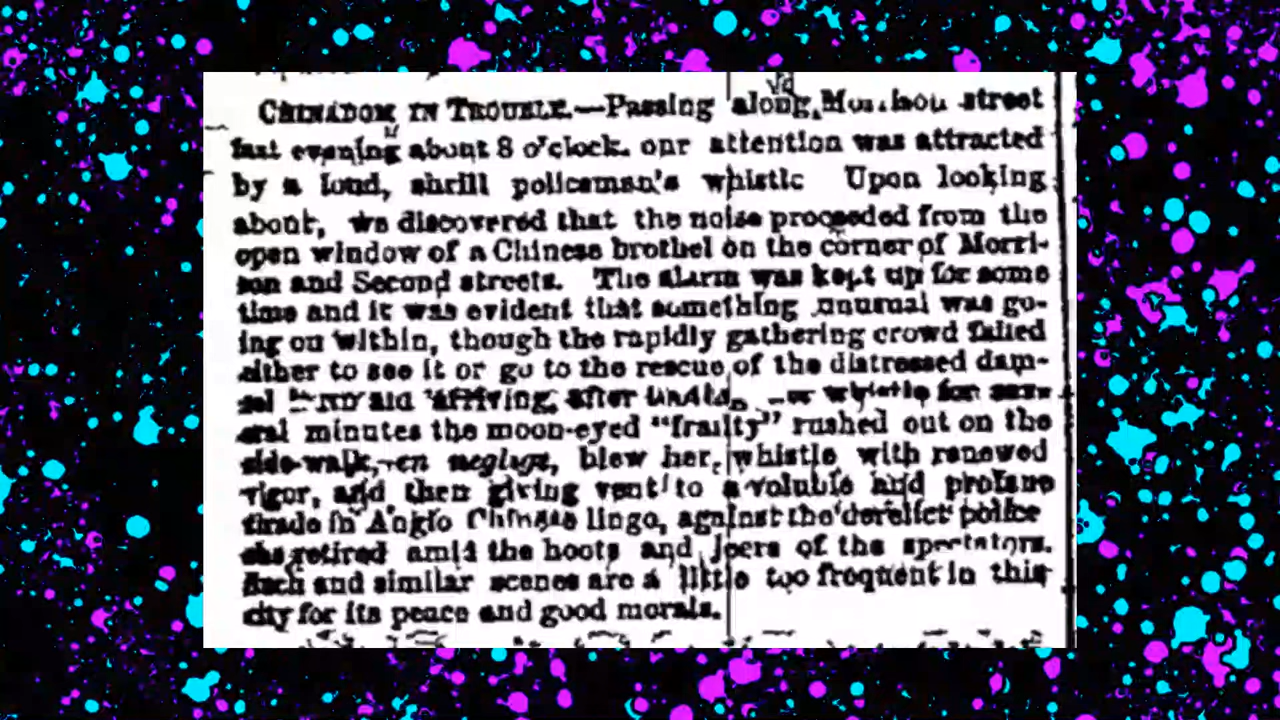 CHINADOM IN TROUBLE.—Passing along Morrison street
last evening about 8 o'clock. our attention was attracted
by a loud, shrill policeman's whistle Upon looking
about, we discovered that the noise proceeded from the
open window of a Chinese brothel on the corner of Morri-
son and Second streets. The alarm was kept up for some
time and it was evident that something unusual was go-
ing on within, though the rapidly gathering crowd failed
either to see it or go to the rescue of the distressed dam-
sel arriving, after whistle for sev-
eral minutes the moon-eyed "frailty" rushed out on the
side-walk, en neglige, blew her whistle with renewed
vigor, and then giving vent to a voluble and profane
tirade in Anglo Chinese lingo, against the derelict police
she retired amid the hoots and jeers of the spectators.
Such and similar scenes are a little too frequent in this
city for its peace and good morals.